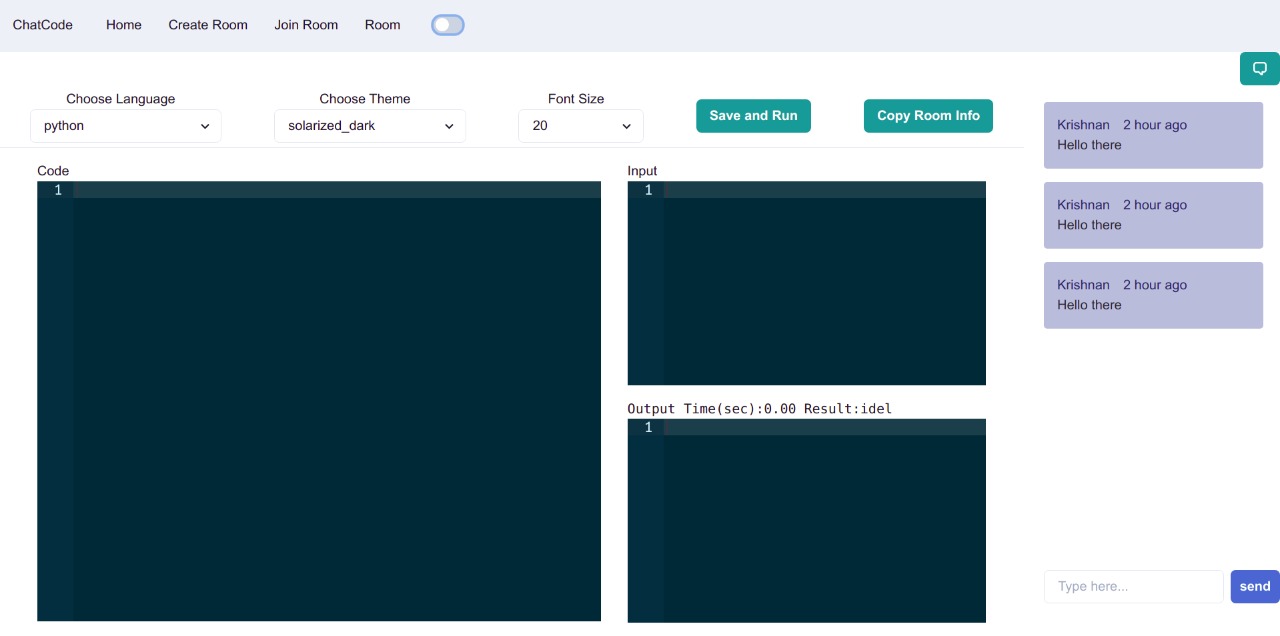 ChatCode Home Create Room Join Room Room
Choose Language Choose Theme Font Size
python solarized_dark 20 Save and Run Copy Room Info
Code
1
Input
1
Output Time(sec):0.00 Result:idel
1
Krishnan 2 hour ago
Hello there
Krishnan 2 hour ago
Hello there
Krishnan 2 hour ago
Hello there
Type here... send